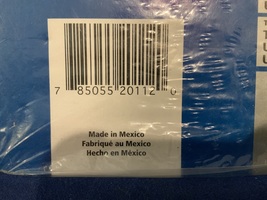 7 85055 20112 0
Made in Mexico
Fabriqué au Mexico
Hecho en México